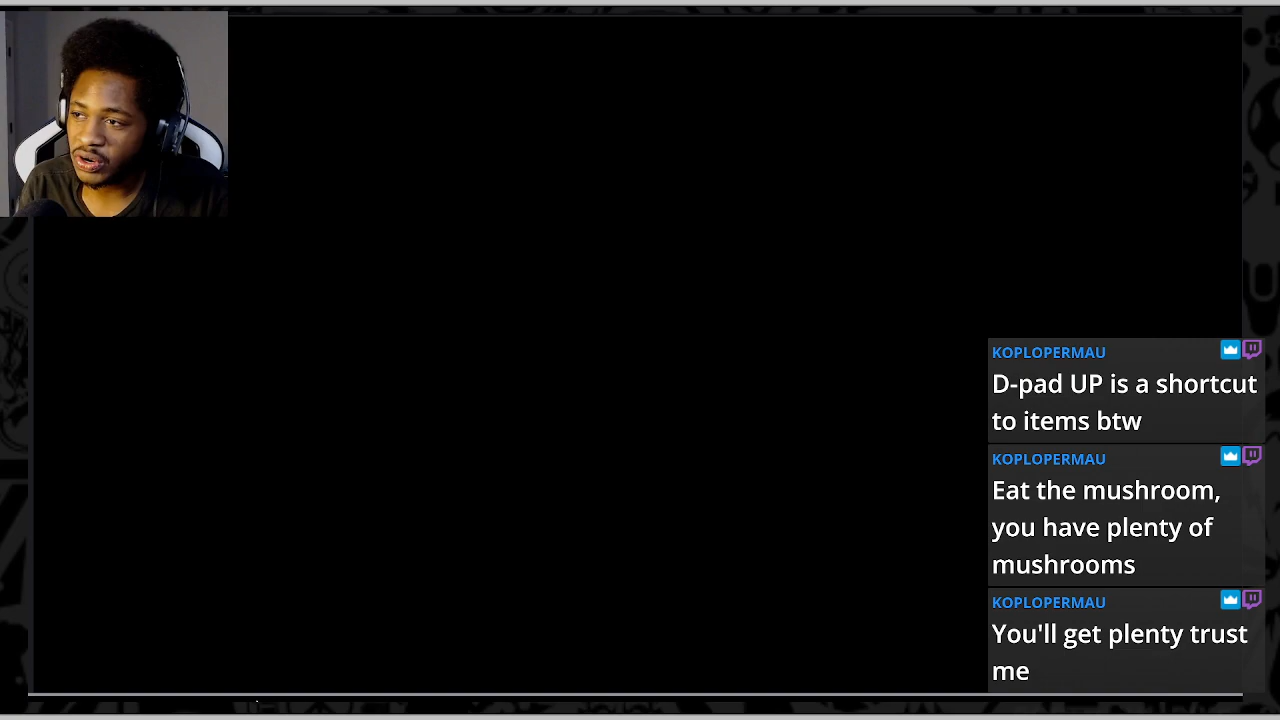 KOPLOPERMAU
D-pad UP is a shortcut
to items btw
KOPLOPERMAU
Eat the mushroom,
you have plenty of
mushrooms
KOPLOPERMAU
You'll get plenty trust
me